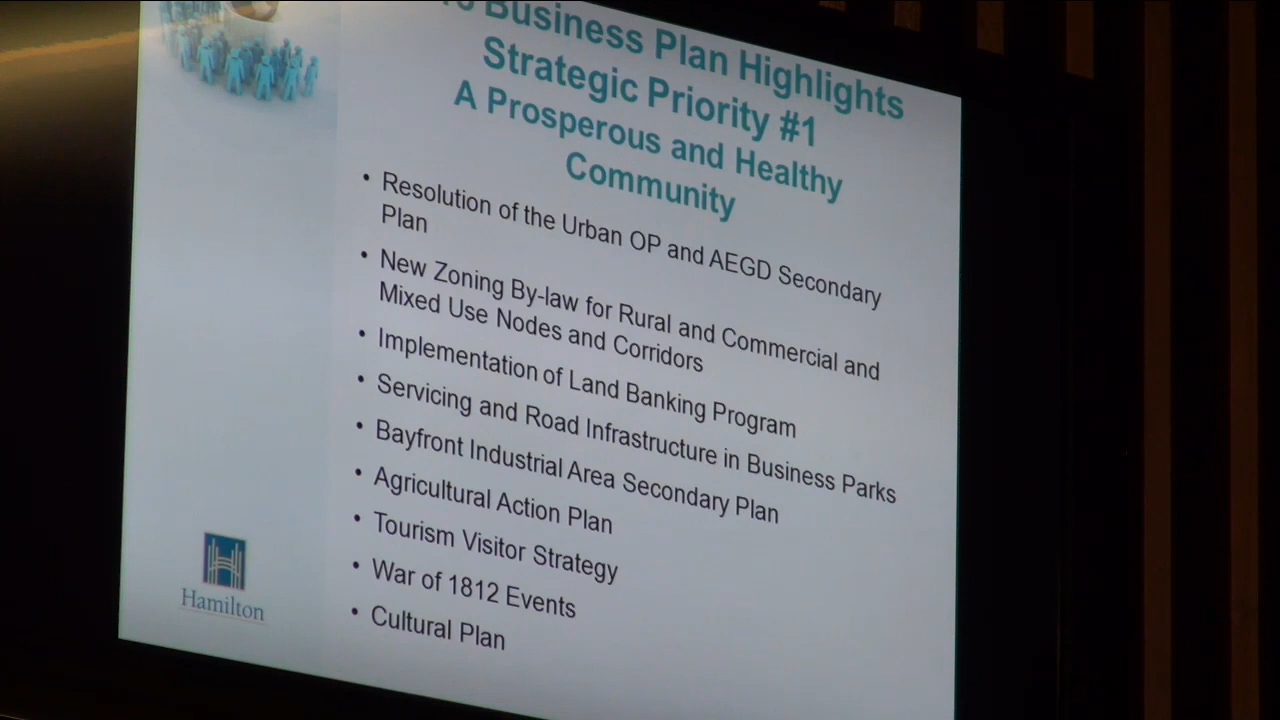 Business Plan Highlights
Strategic Priority #1
A Prosperous and Healthy
Community
• Resolution of the Urban OP and AEGD Secondary
Plan
• New Zoning By-law for Rural and Commercial and
Mixed Use Nodes and Corridors
• Implementation of Land Banking Program
• Servicing and Road Infrastructure in Business Parks
• Bayfront Industrial Area Secondary Plan
• Agricultural Action Plan
• Tourism Visitor Strategy
• War of 1812 Events
• Cultural Plan
Hamilton